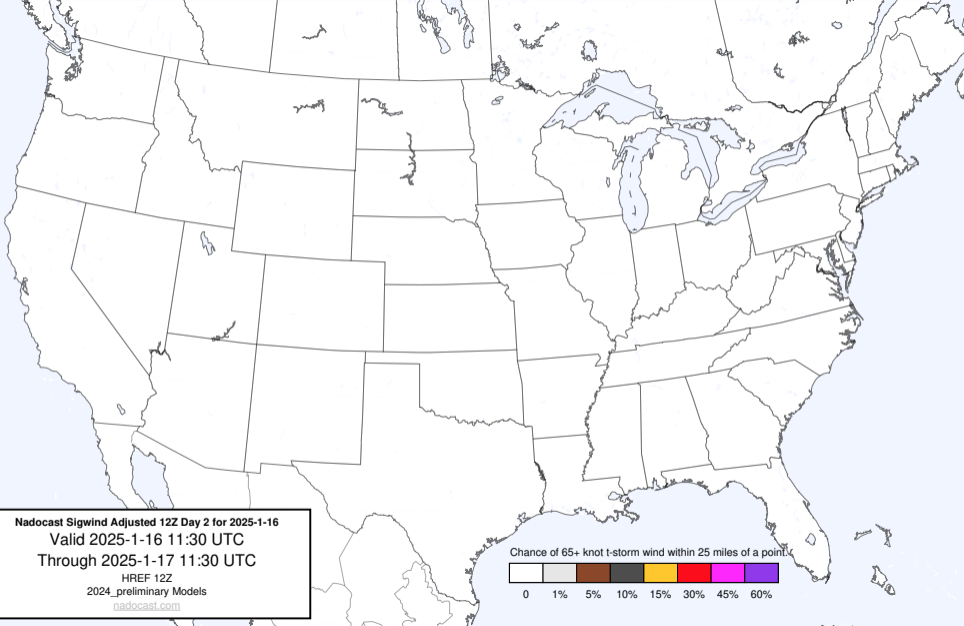 Nadocast Sigwind Adjusted 12Z Day 2 for 2025-1-16
Valid 2025-1-16 11:30 UTC
Through 2025-1-17 11:30 UTC
HREF 12Z
2024_preliminary Models
nadocast.com
Chance of 65+ knot t-storm wind within 25 miles of a point.
0 1% 5% 10% 15% 30% 45% 60%